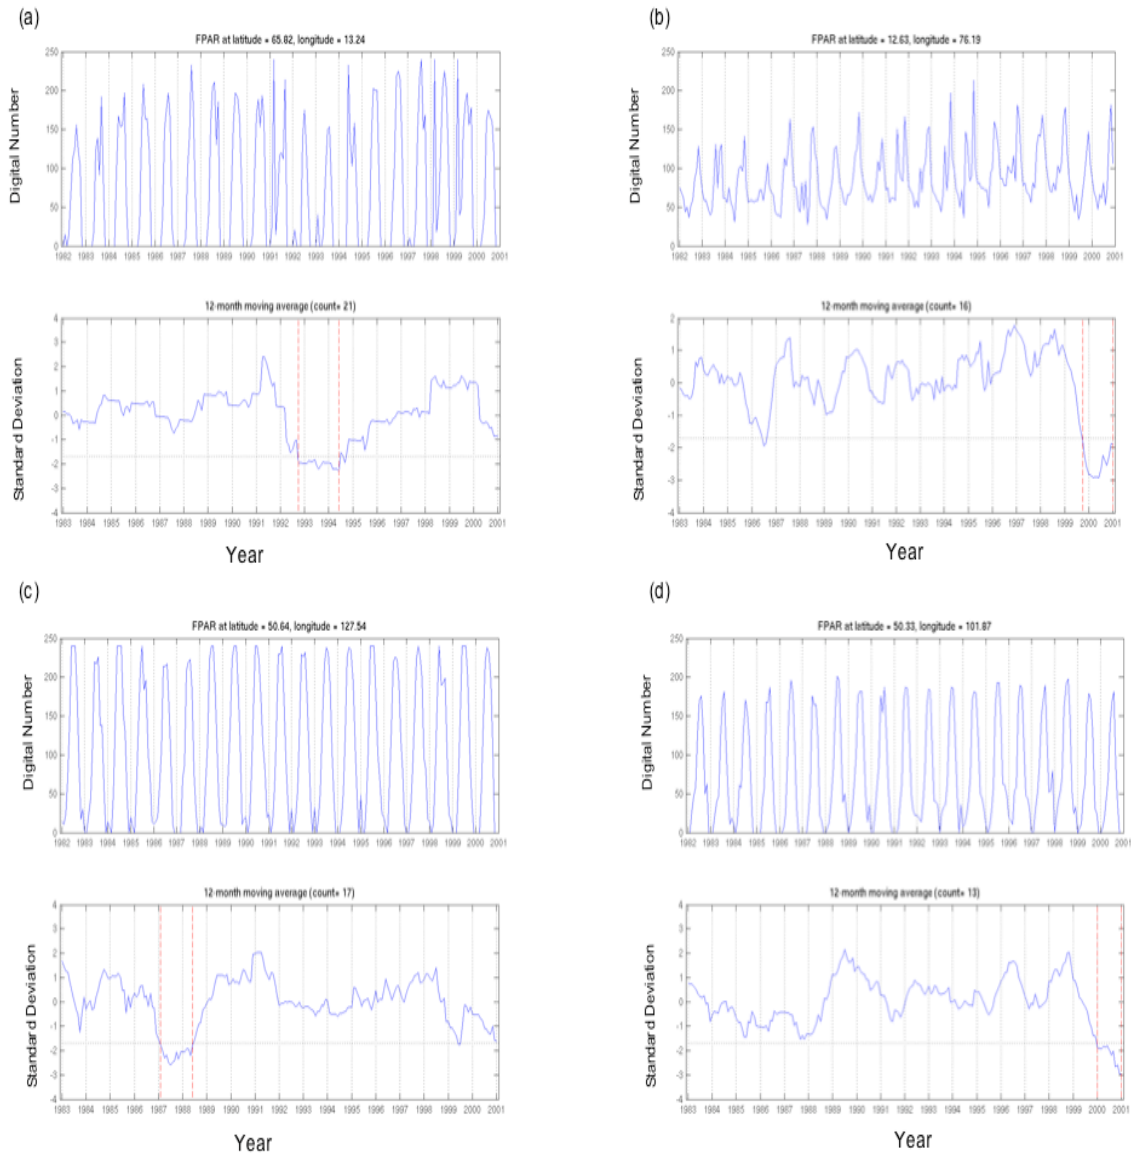 (a)
FPAR at latitude = 65.82, longitude = 13.24
Digital Number
250
200
150
100
50
0
1982 1983 1984 1985 1986 1987 1988 1989 1990 1991 1992 1993 1994 1995 1996 1997 1998 1999 2000 2001
12-month moving average (count= 21)
Standard Deviation
4
3
2
1
0
-1
-2
-3
-4
1983 1984 1985 1986 1987 1988 1989 1990 1991 1992 1993 1994 1995 1996 1997 1998 1999 2000 2001
Year
(b)
FPAR at latitude = 12.63, longitude = 76.19
Digital Number
250
200
150
100
50
0
1982 1983 1984 1985 1986 1987 1988 1989 1990 1991 1992 1993 1994 1995 1996 1997 1998 1999 2000 2001
12-month moving average (count= 16)
Standard Deviation
2
1
0
-1
-2
-3
-4
1983 1984 1985 1986 1987 1988 1989 1990 1991 1992 1993 1994 1995 1996 1997 1998 1999 2000 2001
Year
(c)
FPAR at latitude = 50.64, longitude = 127.54
Digital Number
250
200
150
100
50
0
1982 1983 1984 1985 1986 1987 1988 1989 1990 1991 1992 1993 1994 1995 1996 1997 1998 1999 2000 2001
12-month moving average (count= 17)
Standard Deviation
4
3
2
1
0
-1
-2
-3
-4
1983 1984 1985 1986 1987 1988 1989 1990 1991 1992 1993 1994 1995 1996 1997 1998 1999 2000 2001
Year
(d)
FPAR at latitude = 50.33, longitude = 101.87
Digital Number
250
200
150
100
50
0
1982 1983 1984 1985 1986 1987 1988 1989 1990 1991 1992 1993 1994 1995 1996 1997 1998 1999 2000 2001
12-month moving average (count= 13)
Standard Deviation
4
3
2
1
0
-1
-2
-3
-4
1983 1984 1985 1986 1987 1988 1989 1990 1991 1992 1993 1994 1995 1996 1997 1998 1999 2000 2001
Year